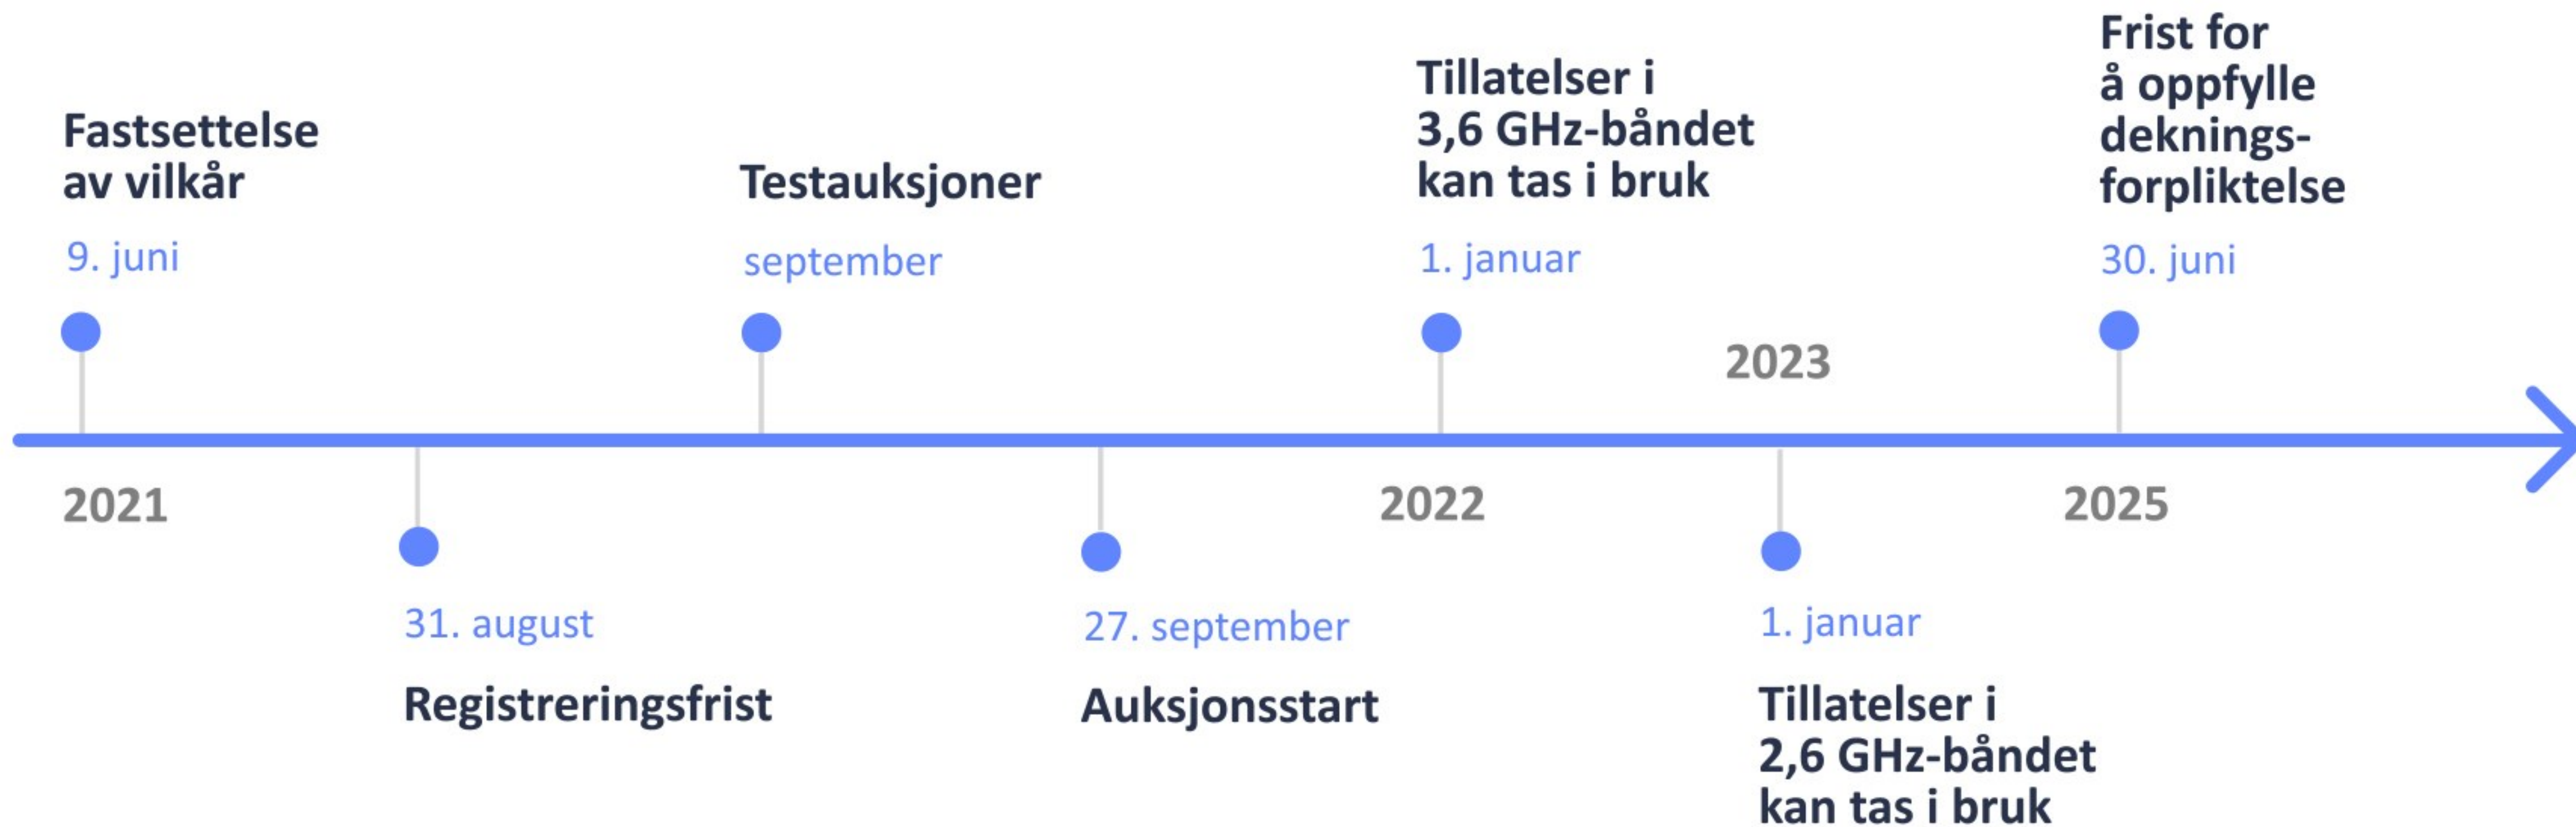 Fastsettelse
av vilkår
9. juni
2021
31. august
Registreringsfrist
Testauksjoner
september
27. september
Auksjonsstart
Tillatelser i
3,6 GHz-båndet
kan tas i bruk
1. januar
2022
2023
1. januar
Tillatelser i
2,6 GHz-båndet
kan tas i bruk
Frist for
å oppfylle
deknings-
forpliktelse
30. juni
2025